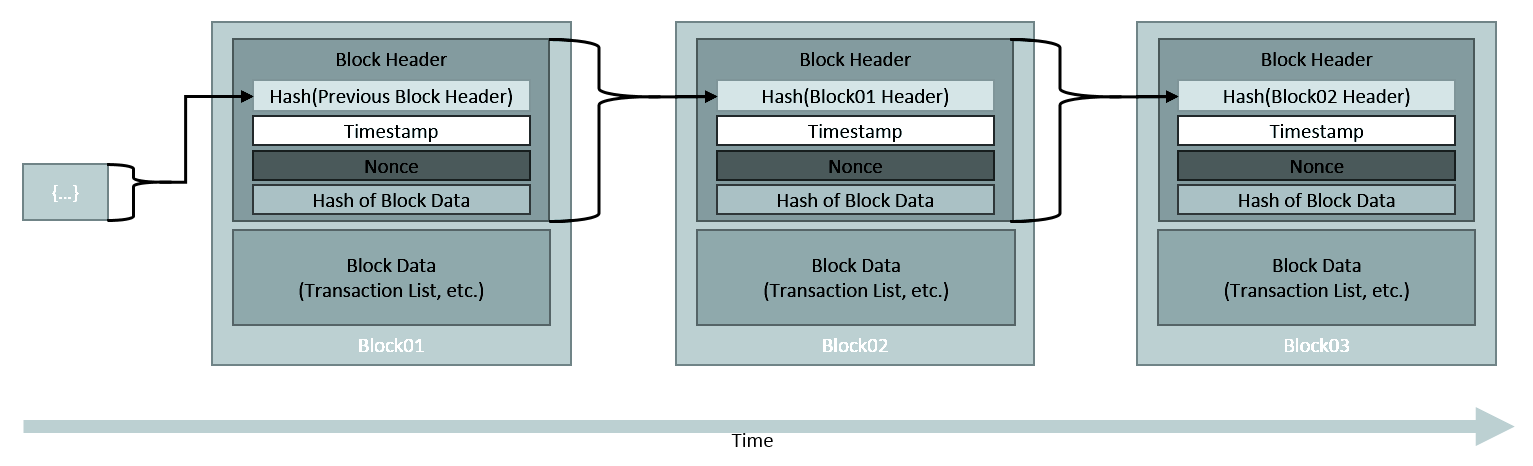 {...}
Block Header
Hash(Previous Block Header)
Timestamp
Nonce
Hash of Block Data
Block Data
(Transaction List, etc.)
Block01
Block Header
Hash(Block01 Header)
Timestamp
Nonce
Hash of Block Data
Block Data
(Transaction List, etc.)
Block02
Block Header
Hash(Block02 Header)
Timestamp
Nonce
Hash of Block Data
Block Data
(Transaction List, etc.)
Block03
Time